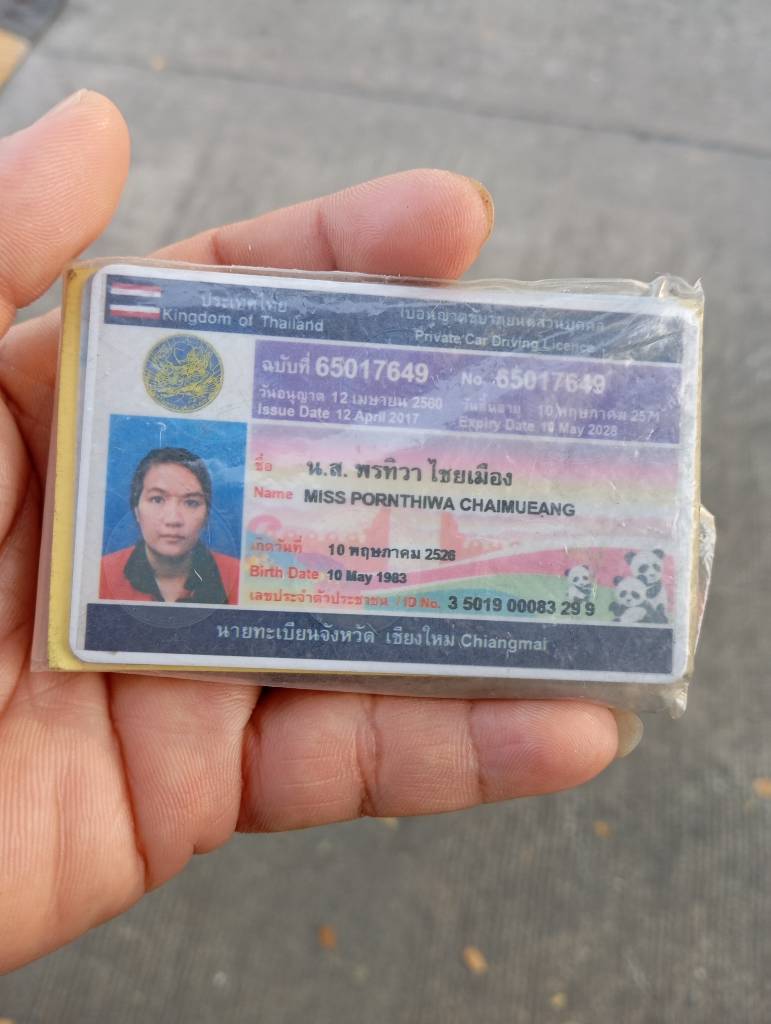 ประเทศไทย
Kingdom of Thailand
ใบอนุญาตขับรถยนต์ส่วนบุคคล
Private Car Driving Licence
ฉบับที่ 65017649
No. 65017649
วันอนุญาต 12 เมษายน 2560
Issue Date 12 April 2017
วันสิ้นอายุ 10 พฤษภาคม 2571
Expiry Date 10 May 2028
ชื่อ น.ส. พรทิวา ไชยเมือง
Name MISS PORNTHIWA CHAIMUEANG
เกิดวันที่ 10 พฤษภาคม 2526
Birth Date 10 May 1983
เลขประจำตัวประชาชน / ID No. 3 5019 00083 29 9
นายทะเบียนจังหวัด เชียงใหม่ Chiangmai